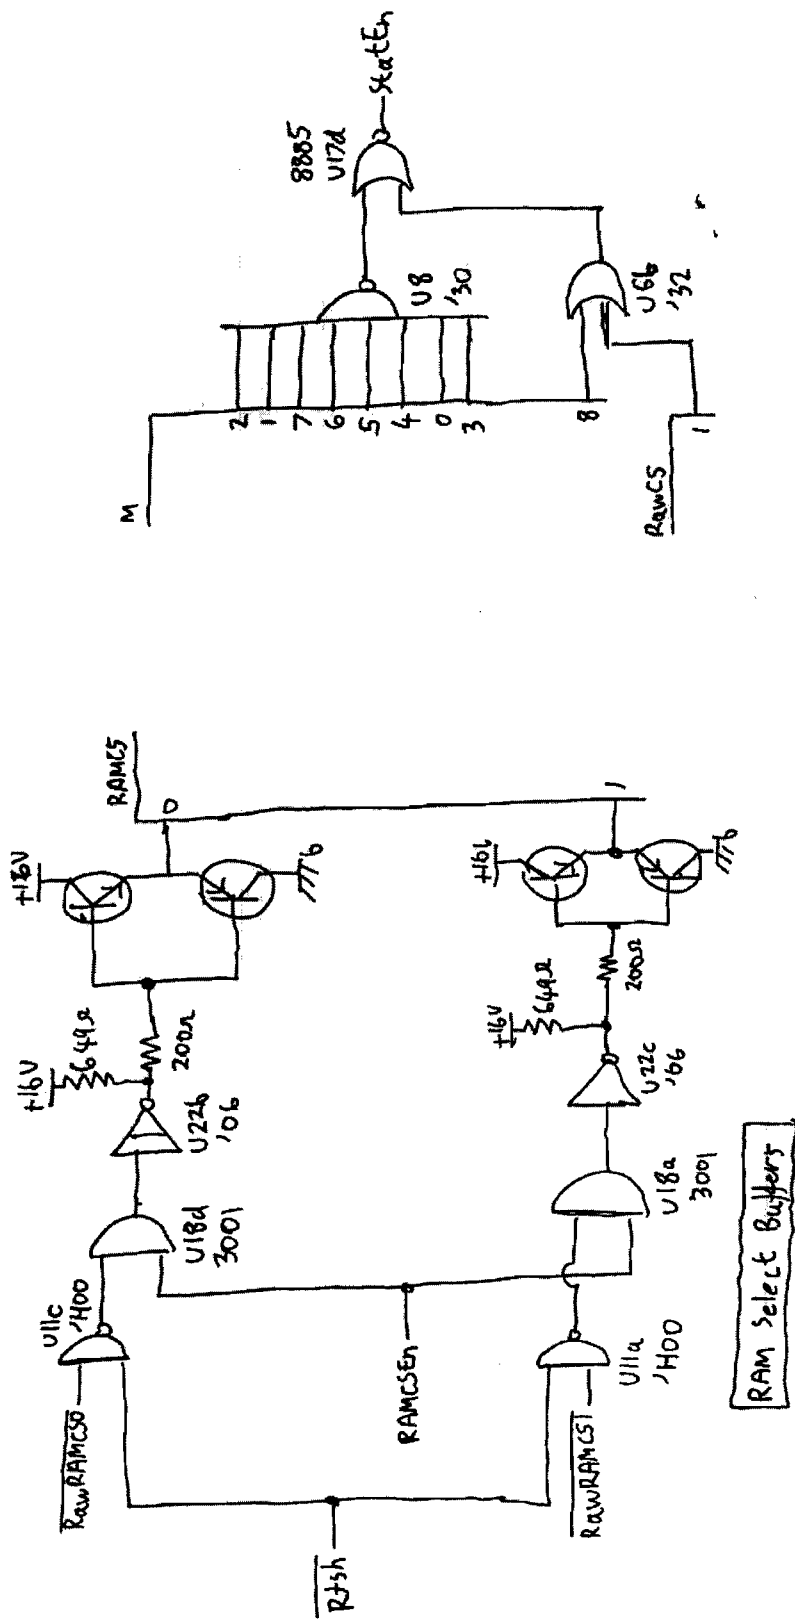 RawRAMCS0
U11c
'H00
U18d
3001
U22b
'06
+16V
649Ω
200Ω
+16V
RAMCS
0
Rfsh
RAMCSEn
RawRAMCS1
U11a
'H00
U18a
3001
U22c
'06
+16V
649Ω
200Ω
1
RAM Select Buffers
M
2
1
7
6
5
4
0
3
8
U8
'30
8885
U17d
StatEn
RawCS
1
U6b
'32